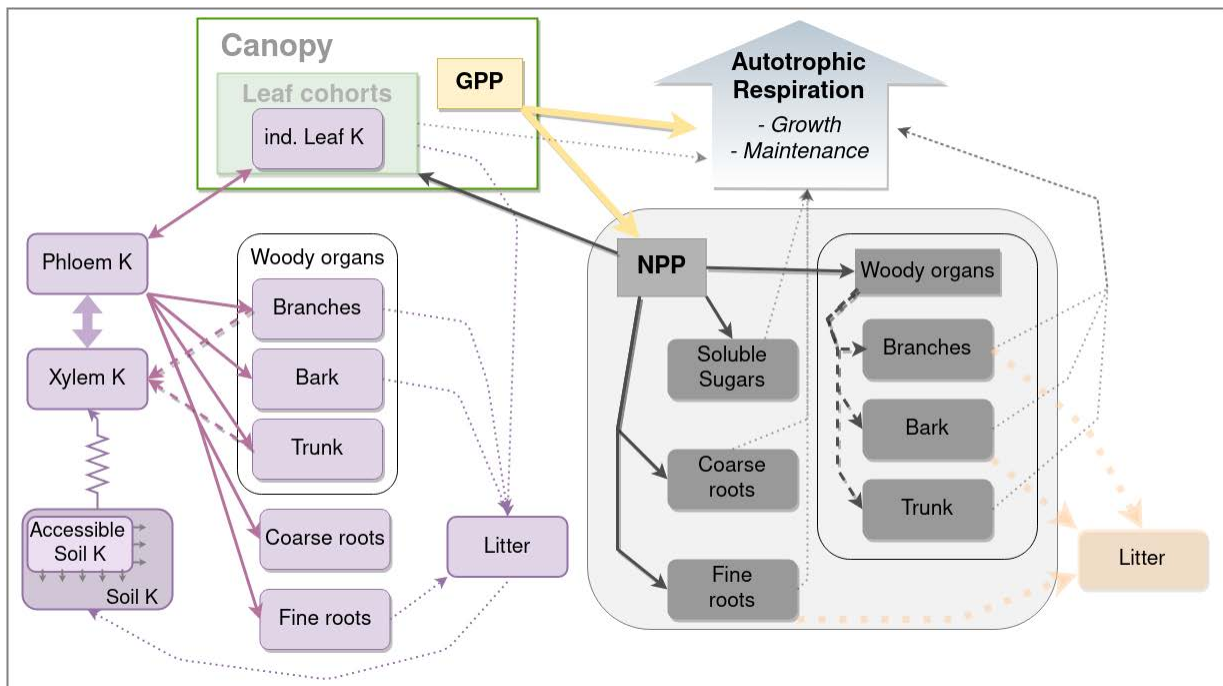 Canopy
Leaf cohorts
ind. Leaf K
GPP
Autotrophic
Respiration
- Growth
- Maintenance
Phloem K
Xylem K
Accessible
Soil K
Soil K
Woody organs
Branches
Bark
Trunk
Coarse roots
Fine roots
Litter
NPP
Soluble
Sugars
Coarse
roots
Fine
roots
Woody organs
Branches
Bark
Trunk
Litter